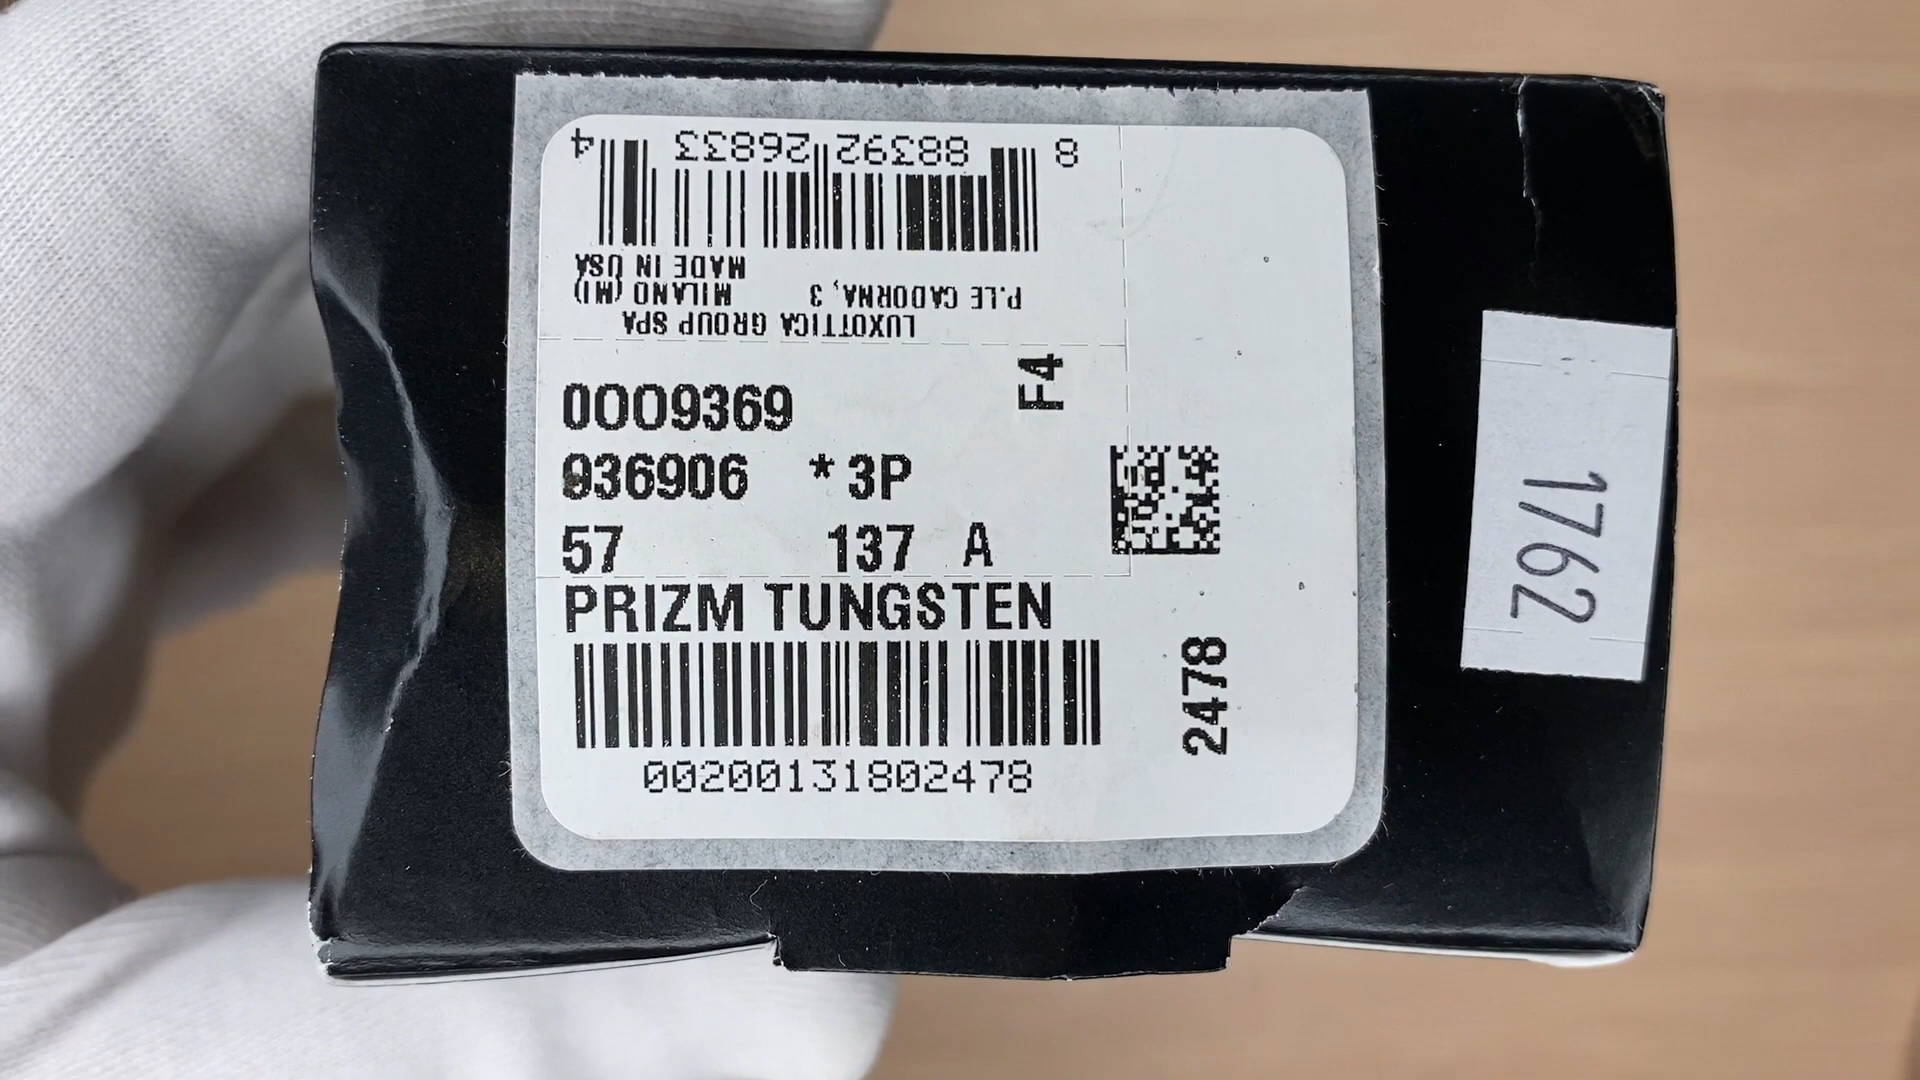 LUXOTTICA GROUP SPA
P.LE CADORNA, 3 MILANO (MI)
MADE IN USA
8 88392 26833 4
0OO9369
F4
936906 * 3P
57 137 A
PRIZM TUNGSTEN
00200131802478
2478
1762